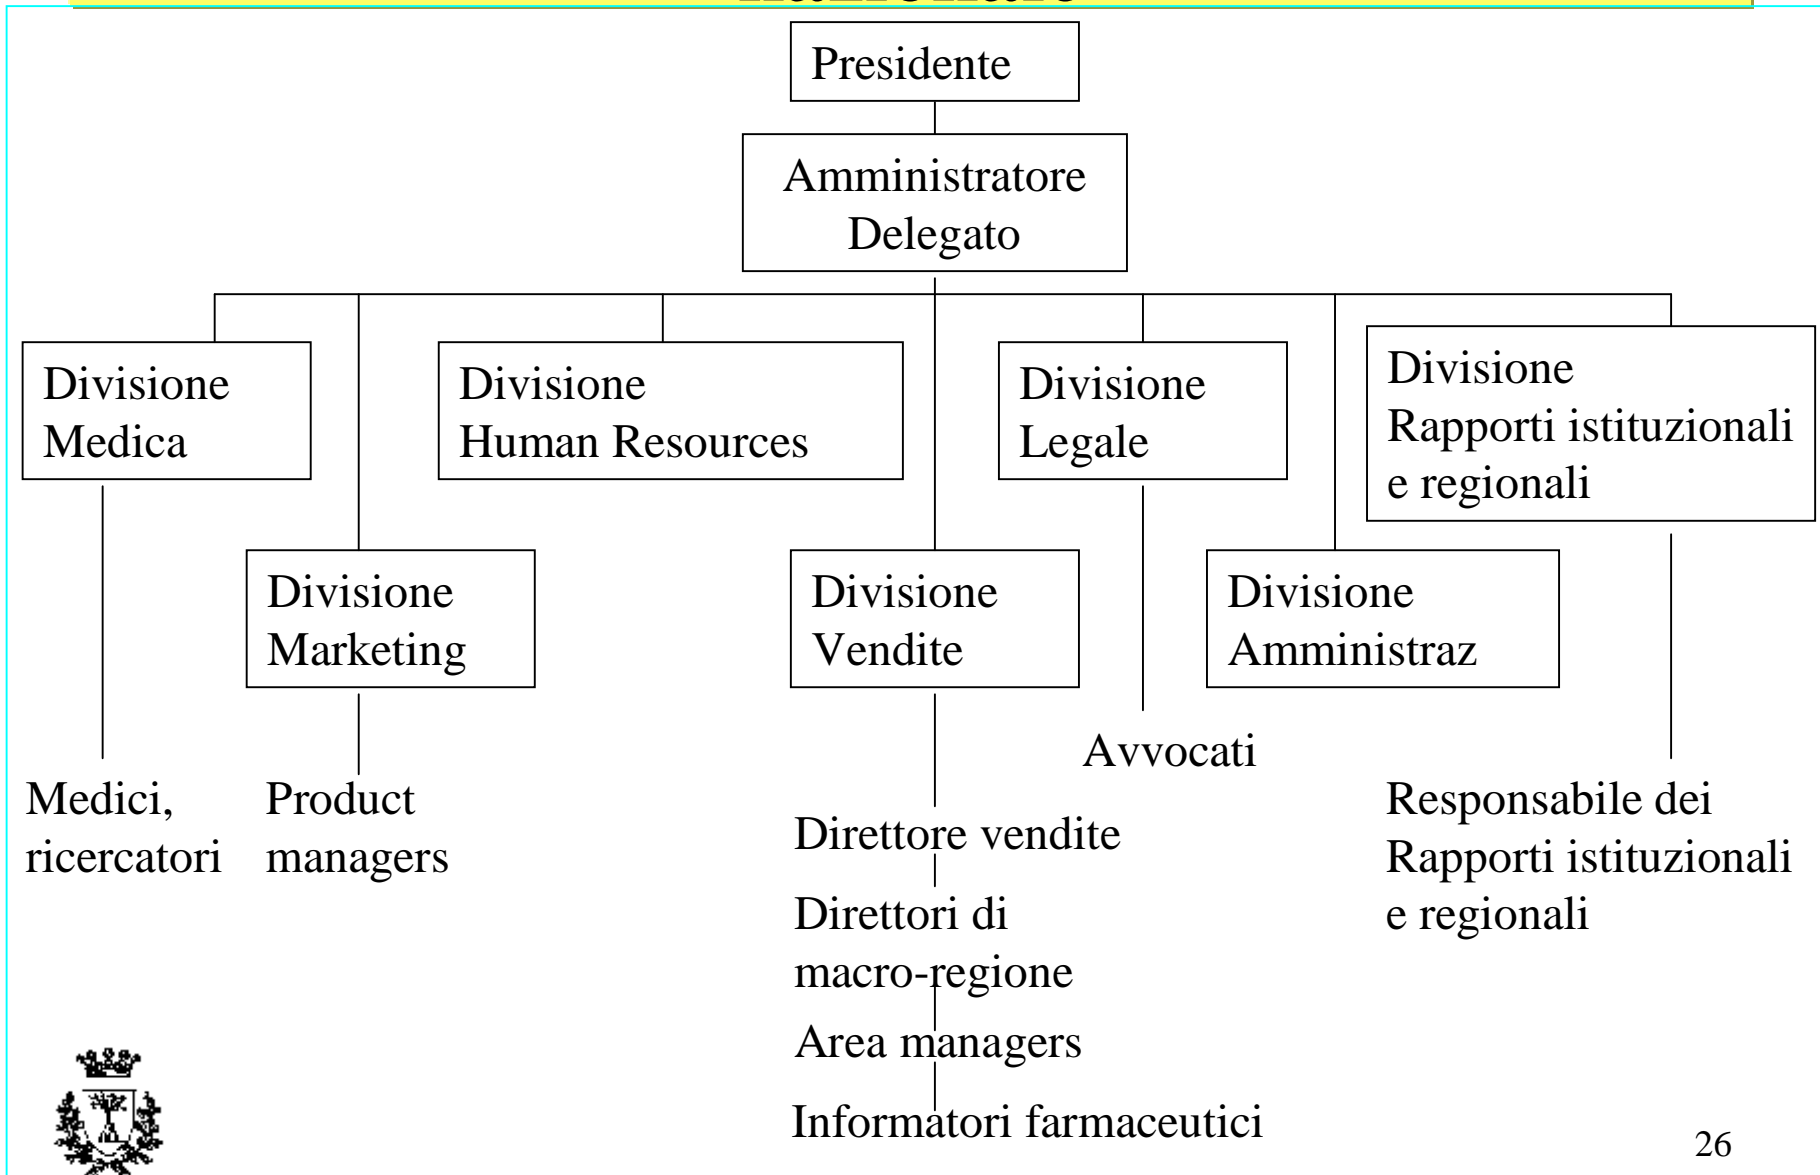 Presidente
Amministratore
Delegato
Divisione
Medica
Divisione
Human Resources
Divisione
Legale
Divisione
Rapporti istituzionali
e regionali
Divisione
Marketing
Divisione
Vendite
Divisione
Amministraz
Medici,
ricercatori
Product
managers
Direttore vendite
Direttori di
macro-regione
Area managers
Informatori farmaceutici
Avvocati
Responsabile dei
Rapporti istituzionali
e regionali
26